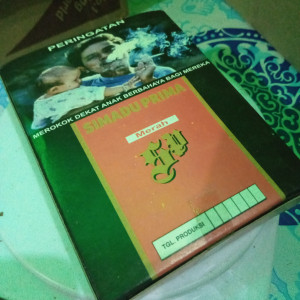 PERINGATAN
MEROKOK DEKAT ANAK BERBAHAYA BAGI MEREKA
SIMADU PRIMA
Merah
TGL. PRODUKSI